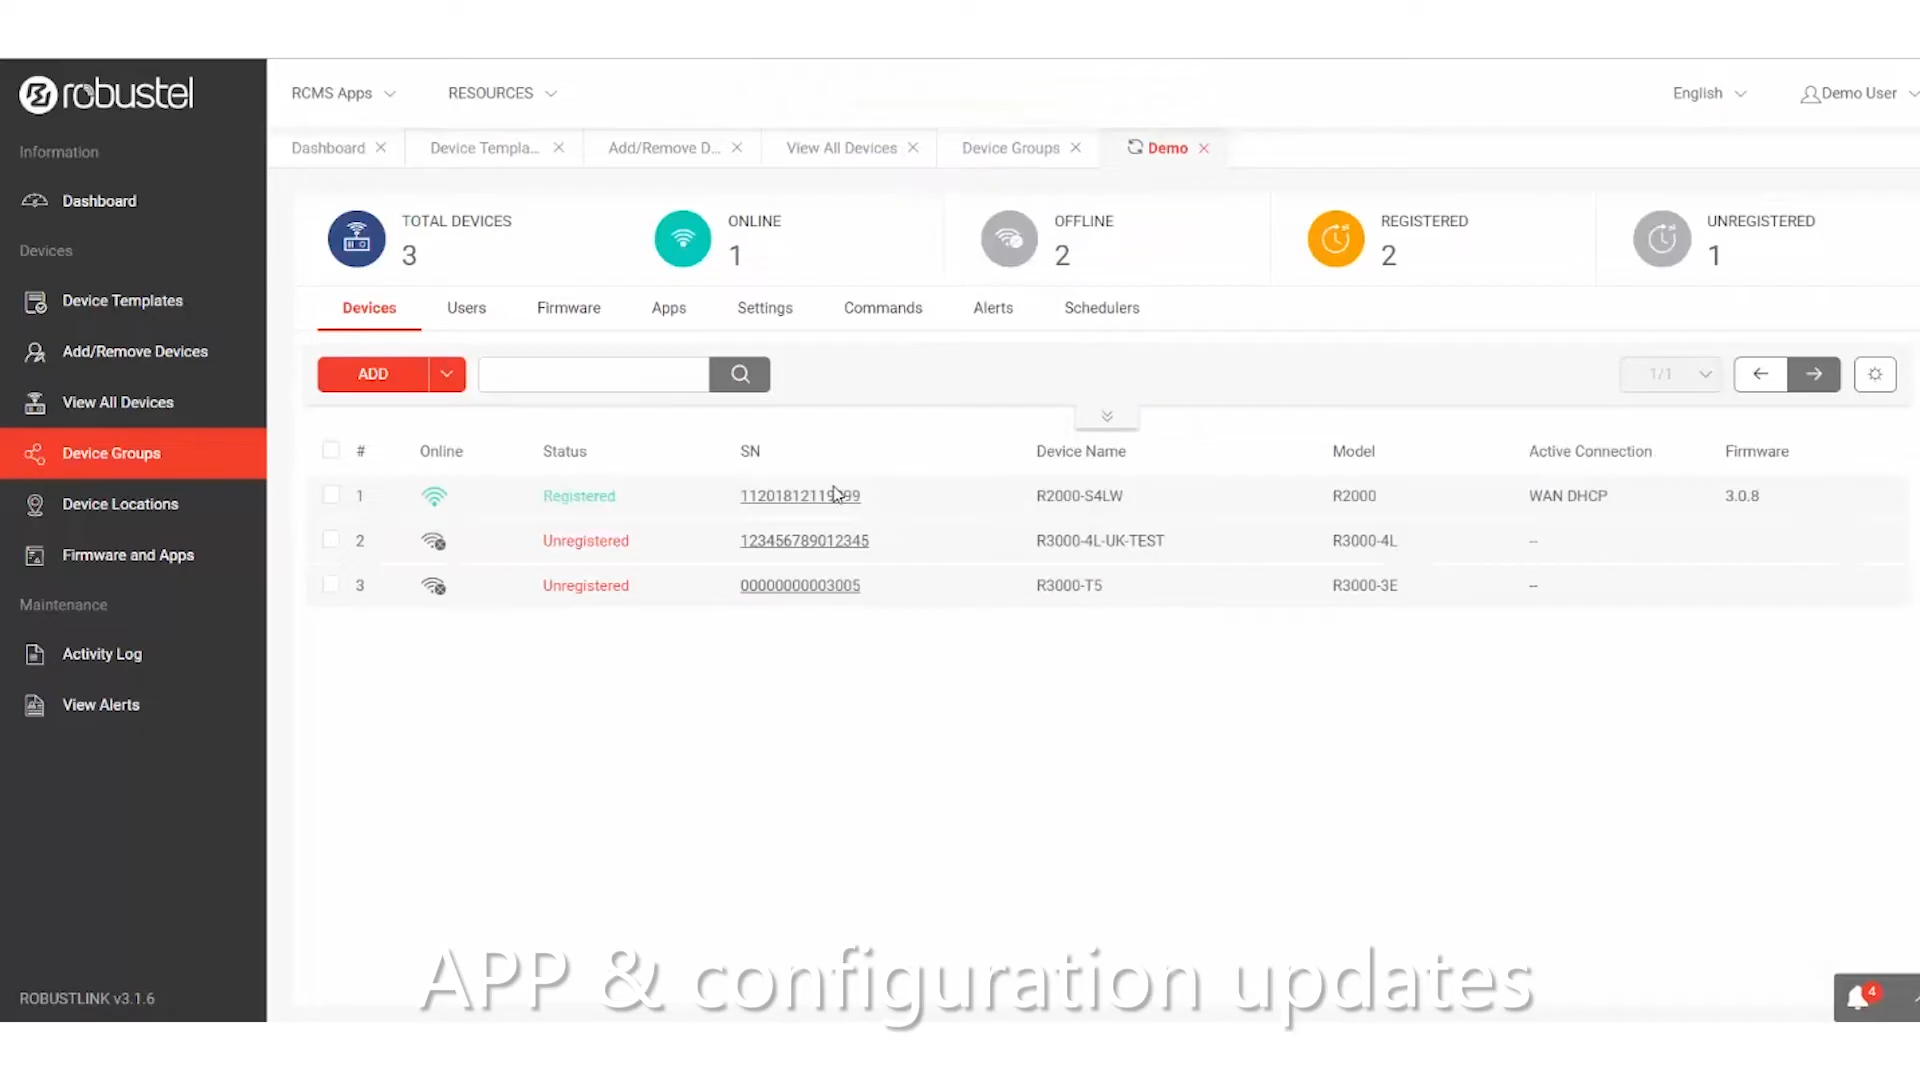 robustel
RCMS Apps RESOURCES English Demo User
Information
Dashboard Device Templa... Add/Remove D... View All Devices Device Groups Demo
Dashboard
TOTAL DEVICES ONLINE OFFLINE REGISTERED UNREGISTERED
3 1 2 2 1
Devices
Device Templates
Devices Users Firmware Apps Settings Commands Alerts Schedulers
Add/Remove Devices
ADD 1/1
View All Devices
Device Groups
# Online Status SN Device Name Model Active Connection Firmware
1 Registered R2000-S4LW R2000 WAN DHCP 3.0.8
Device Locations
2 Unregistered 123456789012345 R3000-4L-UK-TEST R3000-4L --
Firmware and Apps
3 Unregistered 00000000003005 R3000-T5 R3000-3E --
Maintenance
Activity Log
View Alerts
APP & configuration updates
ROBUSTLINK v3.1.6
4